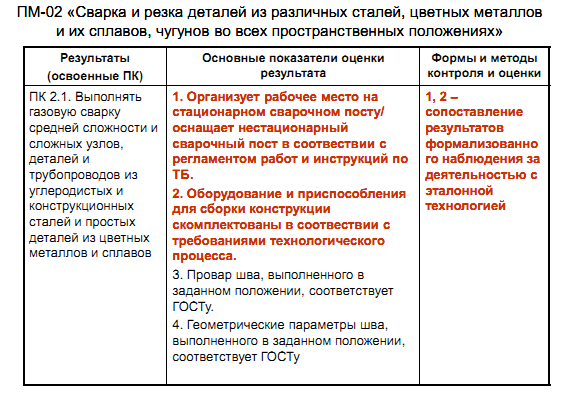 ПМ-02 «Сварка и резка деталей из различных сталей, цветных металлов
и их сплавов, чугунов во всех пространственных положениях»
Результаты
(освоенные ПК)
Основные показатели оценки
результата
Формы и методы
контроля и оценки
ПК 2.1. Выполнять
газовую сварку
средней сложности и
сложных узлов,
деталей и
трубопроводов из
углеродистых и
конструкционных
сталей и простых
деталей из цветных
металлов и сплавов
1. Организует рабочее место на
стационарном сварочном посту/
оснащает нестационарный
сварочный пост в соотвествии с
регламентом работ и инструкций по
ТБ.
2. Оборудование и приспособления
для сборки конструкции
скомплектованы в соотвествии с
требованиями технологического
процесса.
3. Провар шва, выполненного в
заданном положении, соответствует
ГОСТу.
4. Геометрические параметры шва,
выполненного в заданном положении,
соответствует ГОСТу
1, 2 –
сопоставление
результатов
формализованно
го наблюдения за
деятельностью с
эталонной
технологией